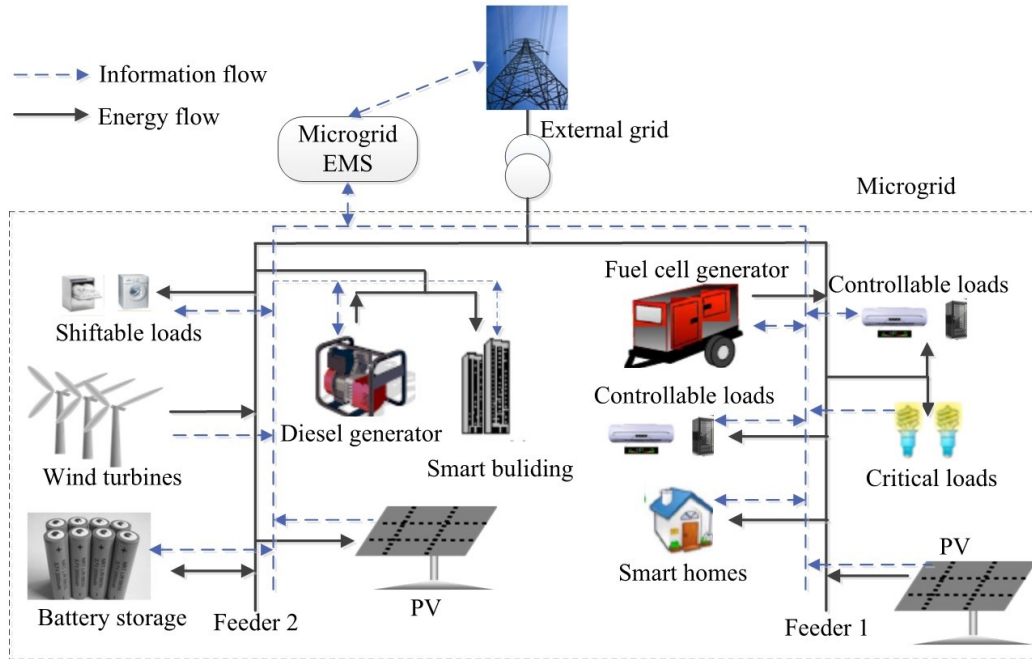 Information flow
Energy flow
Microgrid
EMS
External grid
Microgrid
Shiftable loads
Fuel cell generator
Controllable loads
Diesel generator
Smart buliding
Controllable loads
Wind turbines
Critical loads
Battery storage
Feeder 2
PV
Smart homes
Feeder 1
PV